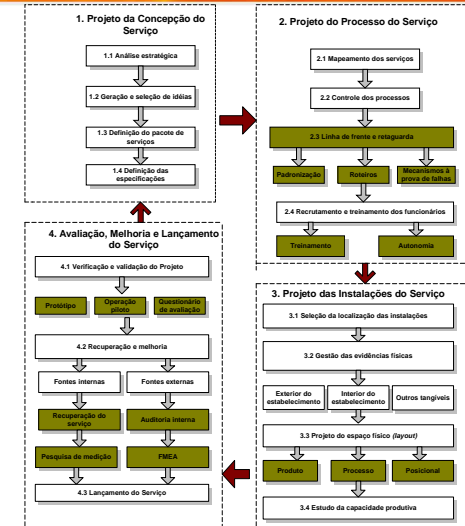 1. Projeto da Concepção do
Serviço
1.1 Análise estratégica
1.2 Geração e seleção de idéias
1.3 Definição do pacote de
serviços
1.4 Definição das
especificações
2. Projeto do Processo do Serviço
2.1 Mapeamento dos serviços
2.2 Controle dos processos
2.3 Linha de frente e retaguarda
Padronização
Roteiros
Mecanismos à
prova de falhas
2.4 Recrutamento e treinamento dos funcionários
Treinamento
Autonomia
3. Projeto das Instalações do Serviço
3.1 Seleção da localização das instalações
3.2 Gestão das evidências físicas
Exterior do
estabelecimento
Interior do
estabelecimento
Outros tangíveis
3.3 Projeto do espaço físico (layout)
Produto
Processo
Posicional
3.4 Estudo da capacidade produtiva
4. Avaliação, Melhoria e Lançamento
do Serviço
4.1 Verificação e validação do Projeto
Protótipo
Operação
piloto
Questionário
de avaliação
4.2 Recuperação e melhoria
Fontes internas
Fontes externas
Recuperação do
serviço
Auditoria interna
Pesquisa de medição
FMEA
4.3 Lançamento do Serviço